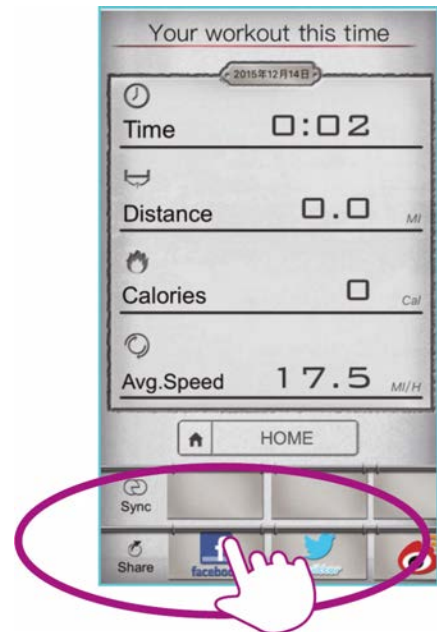 Your workout this time
2015年12月14日
Time 0:02
Distance 0.0 MI
Calories 0 Cal
Avg.Speed 17.5 MI/H
HOME
Sync
Share